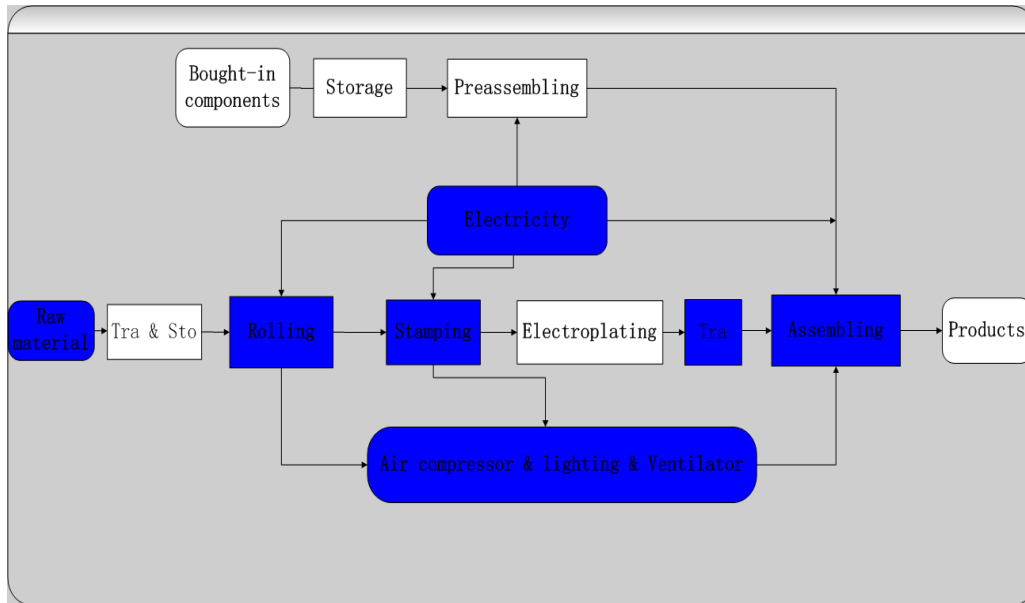 Bought-in
components
Storage
Preassembling
Electricity
Raw
material
Tra & Sto
Rolling
Stamping
Electroplating
Tra
Assembling
Products
Air compressor & lighting & Ventilator